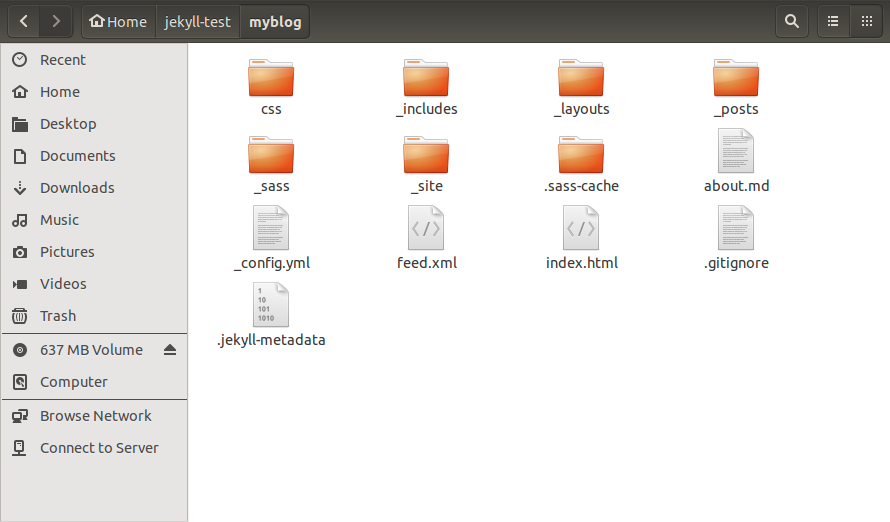 Home jekyll-test myblog
Recent
Home
Desktop
Documents
Downloads
Music
Pictures
Videos
Trash
637 MB Volume
Computer
Browse Network
Connect to Server
css _includes _layouts _posts
_sass _site .sass-cache about.md
_config.yml feed.xml index.html .gitignore
1
10
101
1010
.jekyll-metadata